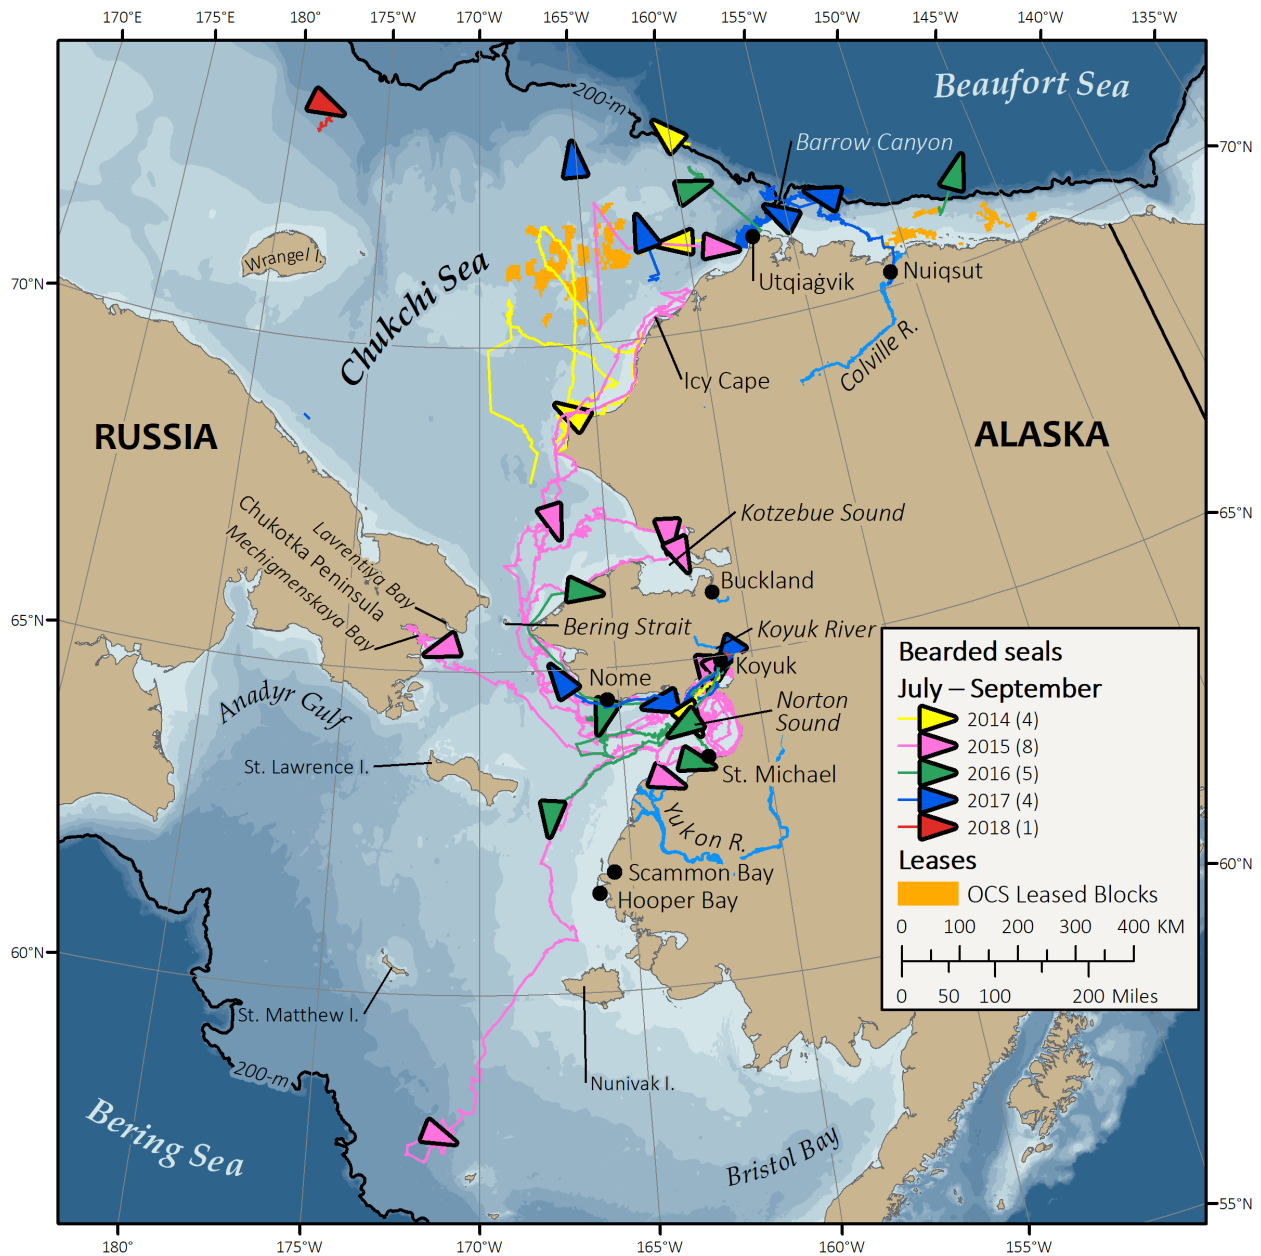 170°E 175°E 180° 175°W 170°W 165°W 160°W 155°W 150°W 145°W 140°W 135°W
Beaufort Sea
200-m
Barrow Canyon
70°N
Wrangel I.
Utqiaġvik
Nuiqsut
70°N
Chukchi Sea
Colville R.
Icy Cape
RUSSIA
ALASKA
65°N
Kotzebue Sound
Lavrentiya Bay
Chukotka Peninsula
Mechigmenskaya Bay
Buckland
65°N
Bering Strait
Koyuk River
Koyuk
Nome
Anadyr Gulf
Norton
Sound
St. Lawrence I.
St. Michael
Yukon R.
60°N
Scammon Bay
Hooper Bay
60°N
St. Matthew I.
200-m
Nunivak I.
Bering Sea
Bristol Bay
55°N
Bearded seals
July – September
2014 (4)
2015 (8)
2016 (5)
2017 (4)
2018 (1)
Leases
OCS Leased Blocks
0 100 200 300 400 KM
0 50 100 200 Miles
180° 175°W 170°W 165°W 160°W 155°W